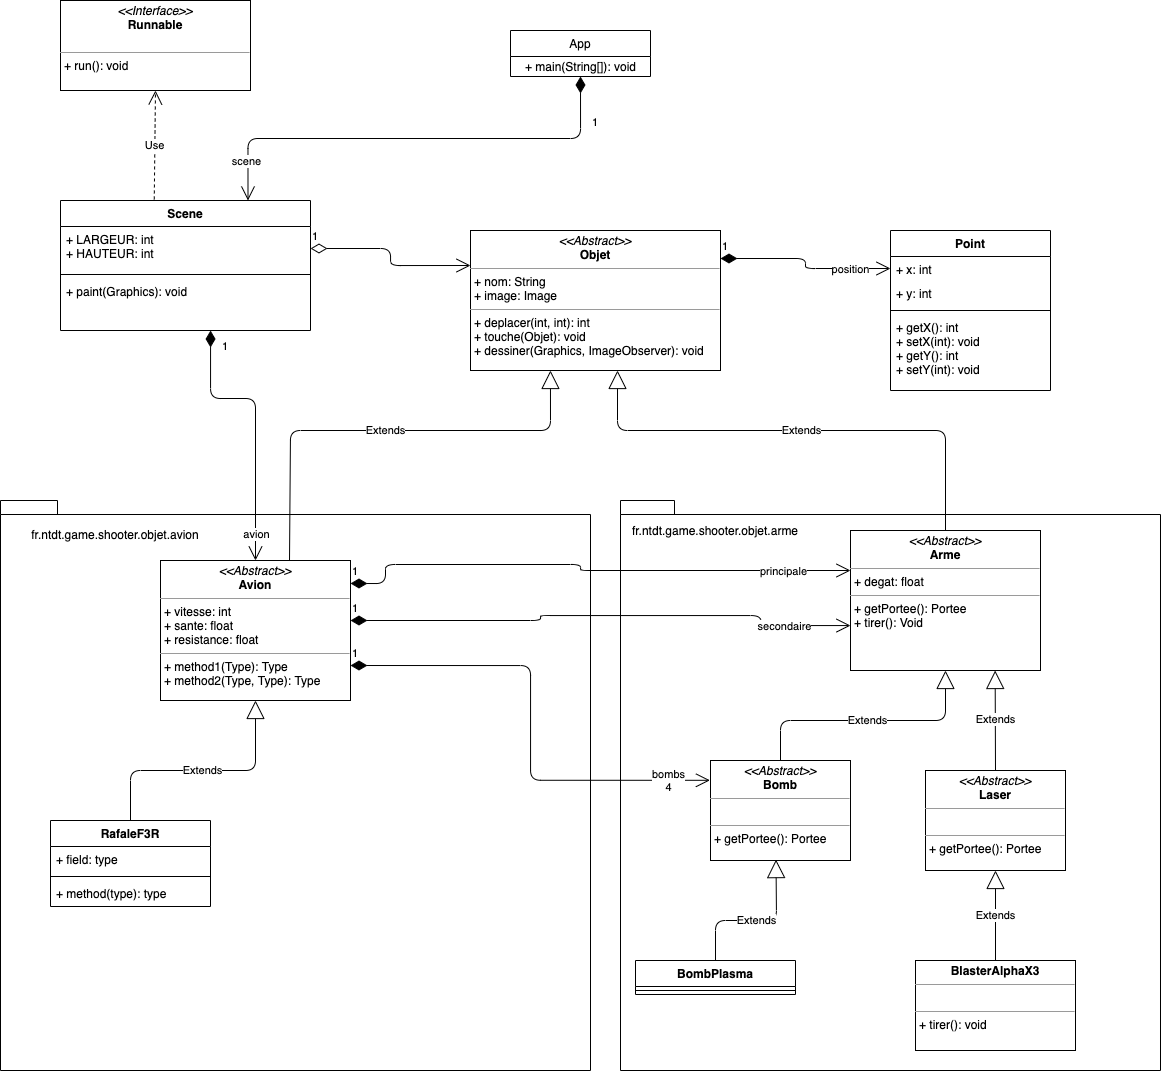 <<Interface>>
Runnable
+ run(): void
App
+ main(String[]): void
1
Use
scene
Scene
+ LARGEUR: int
+ HAUTEUR: int
+ paint(Graphics): void
1
1
<<Abstract>>
Objet
+ nom: String
+ image: Image
+ deplacer(int, int): int
+ touche(Objet): void
+ dessiner(Graphics, ImageObserver): void
1
position
Point
+ x: int
+ y: int
+ getX(): int
+ setX(int): void
+ getY(): int
+ setY(int): void
Extends
Extends
fr.ntdt.game.shooter.objet.avion
avion
<<Abstract>>
Avion
+ vitesse: int
+ sante: float
+ resistance: float
+ method1(Type): Type
+ method2(Type, Type): Type
1
1
1
principale
secondaire
Extends
RafaleF3R
+ field: type
+ method(type): type
fr.ntdt.game.shooter.objet.arme
<<Abstract>>
Arme
+ degat: float
+ getPortee(): Portee
+ tirer(): Void
Extends
Extends
bombs
4
<<Abstract>>
Bomb
+ getPortee(): Portee
<<Abstract>>
Laser
+ getPortee(): Portee
Extends
Extends
BombPlasma
BlasterAlphaX3
+ tirer(): void